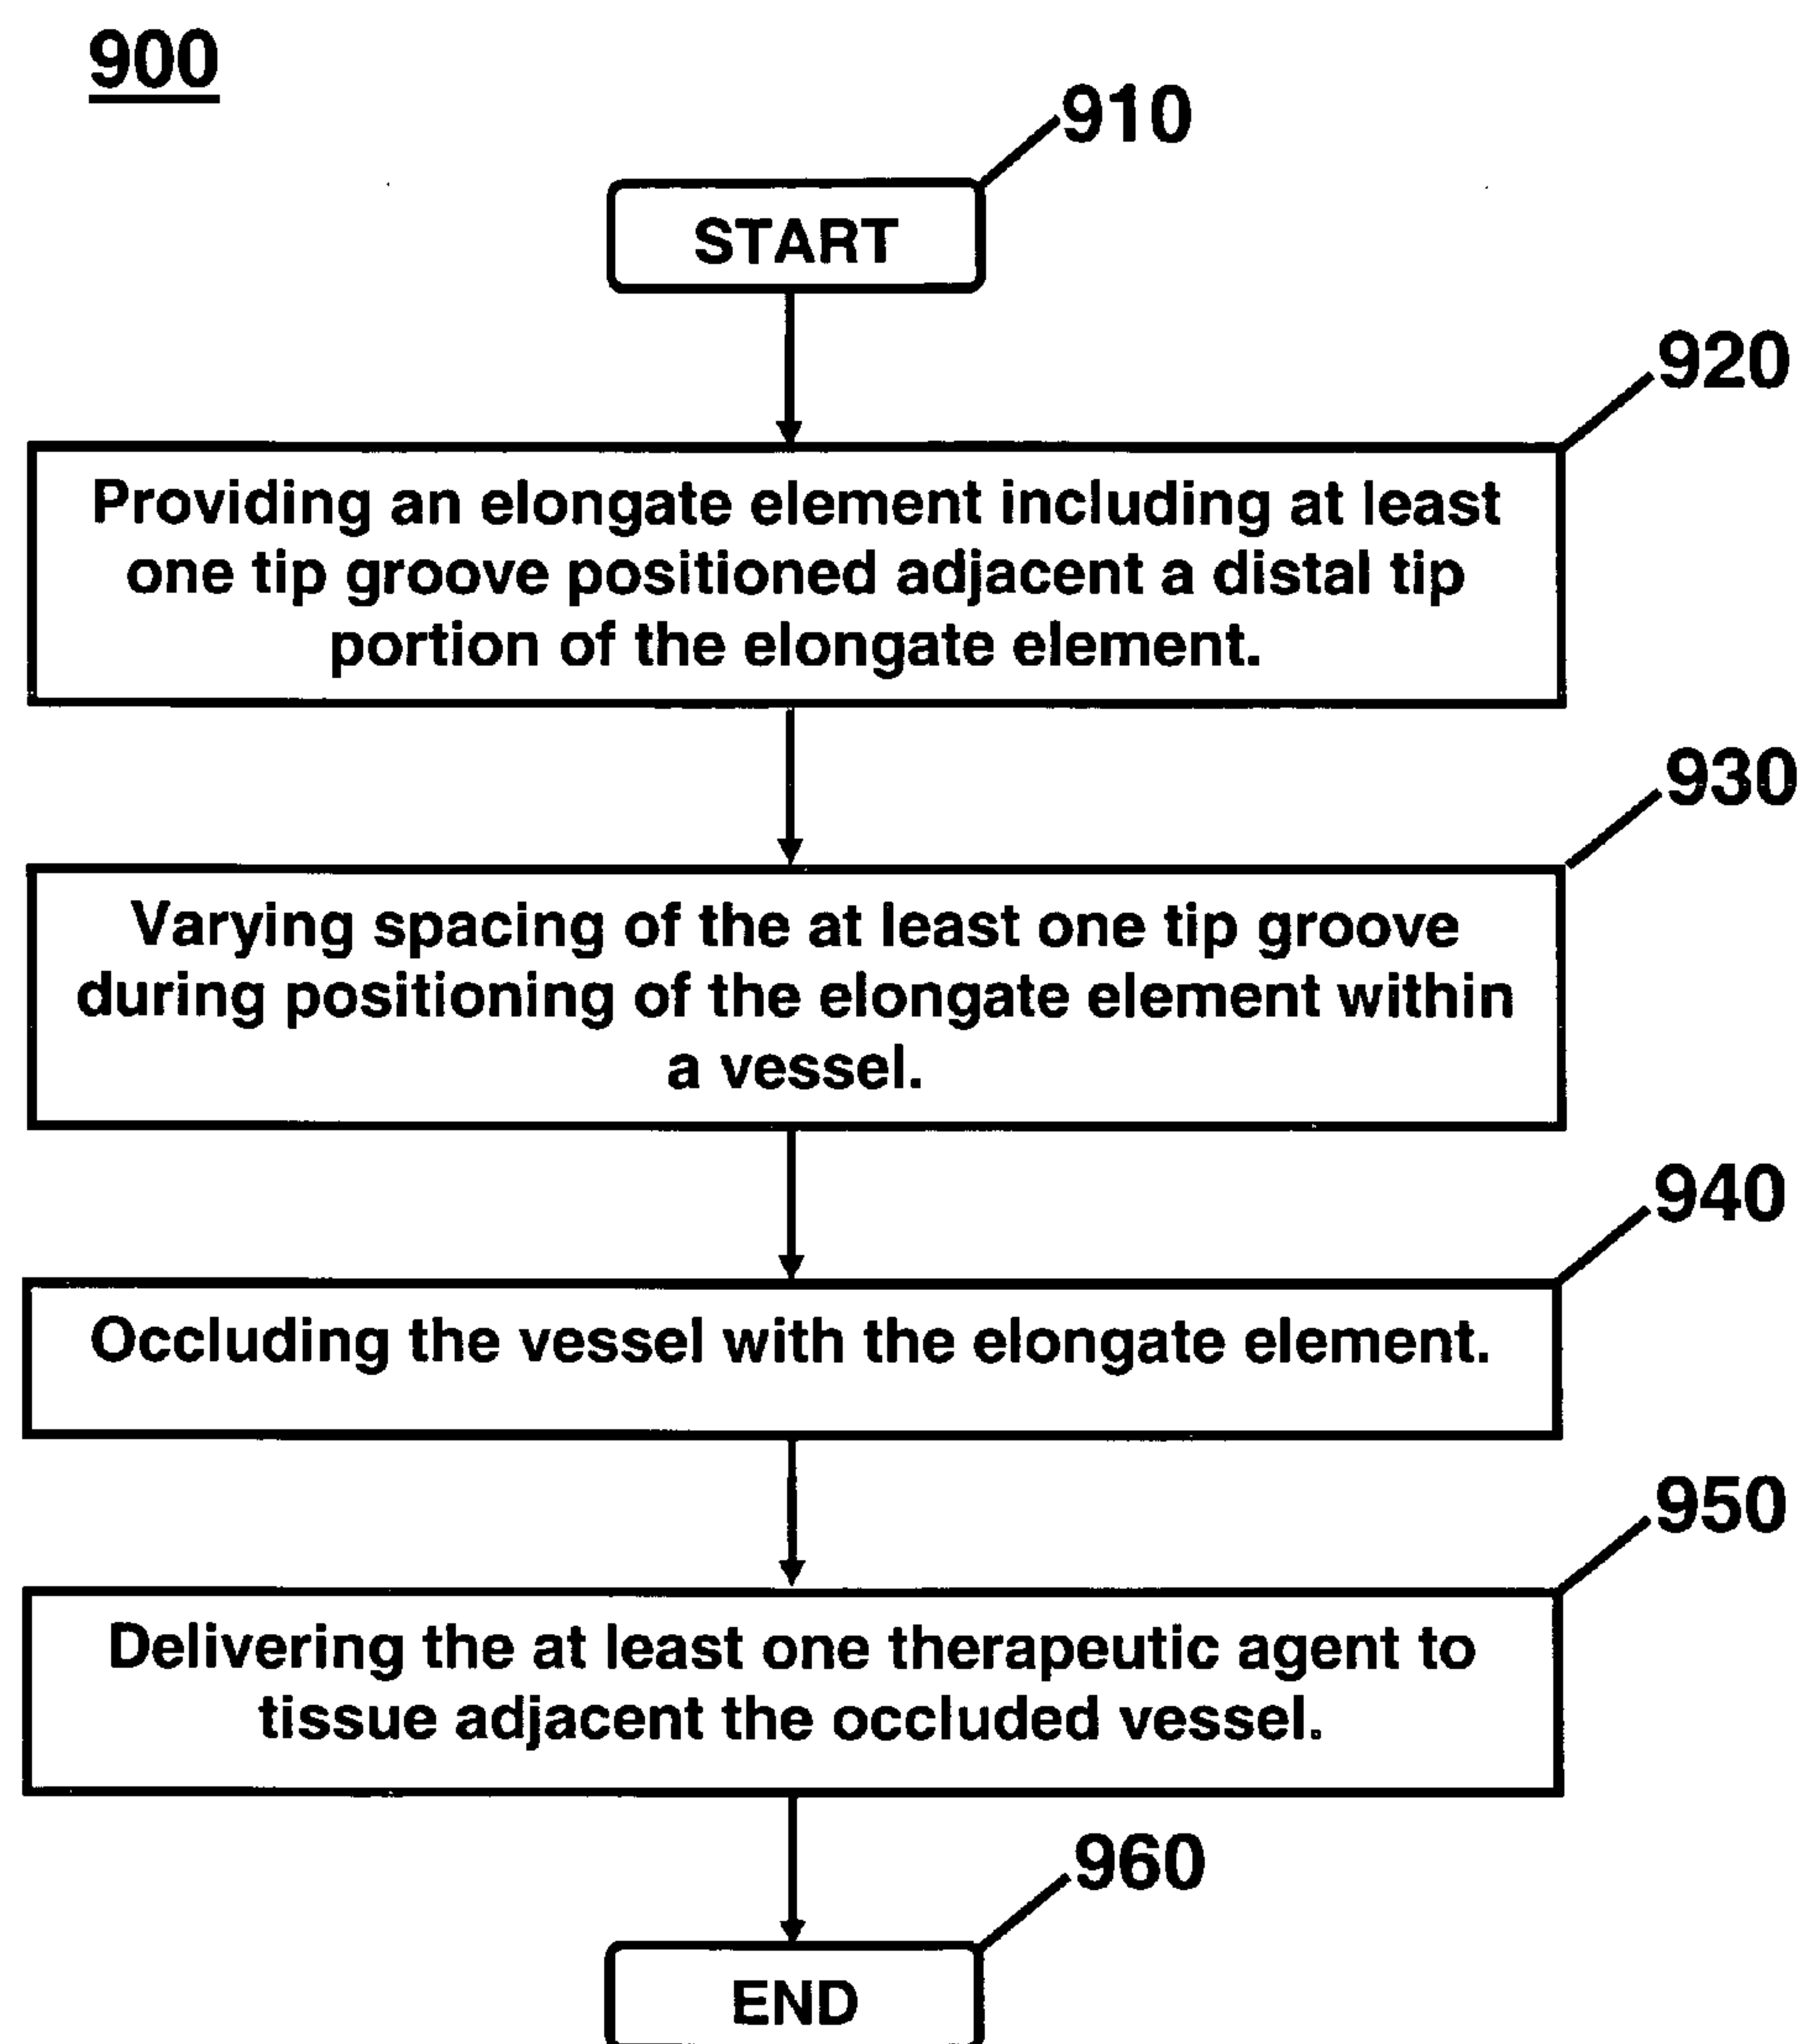 900
910
START
920
Providing an elongate element including at least
one tip groove positioned adjacent a distal tip
portion of the elongate element.
930
Varying spacing of the at least one tip groove
during positioning of the elongate element within
a vessel.
940
Occluding the vessel with the elongate element.
950
Delivering the at least one therapeutic agent to
tissue adjacent the occluded vessel.
960
END